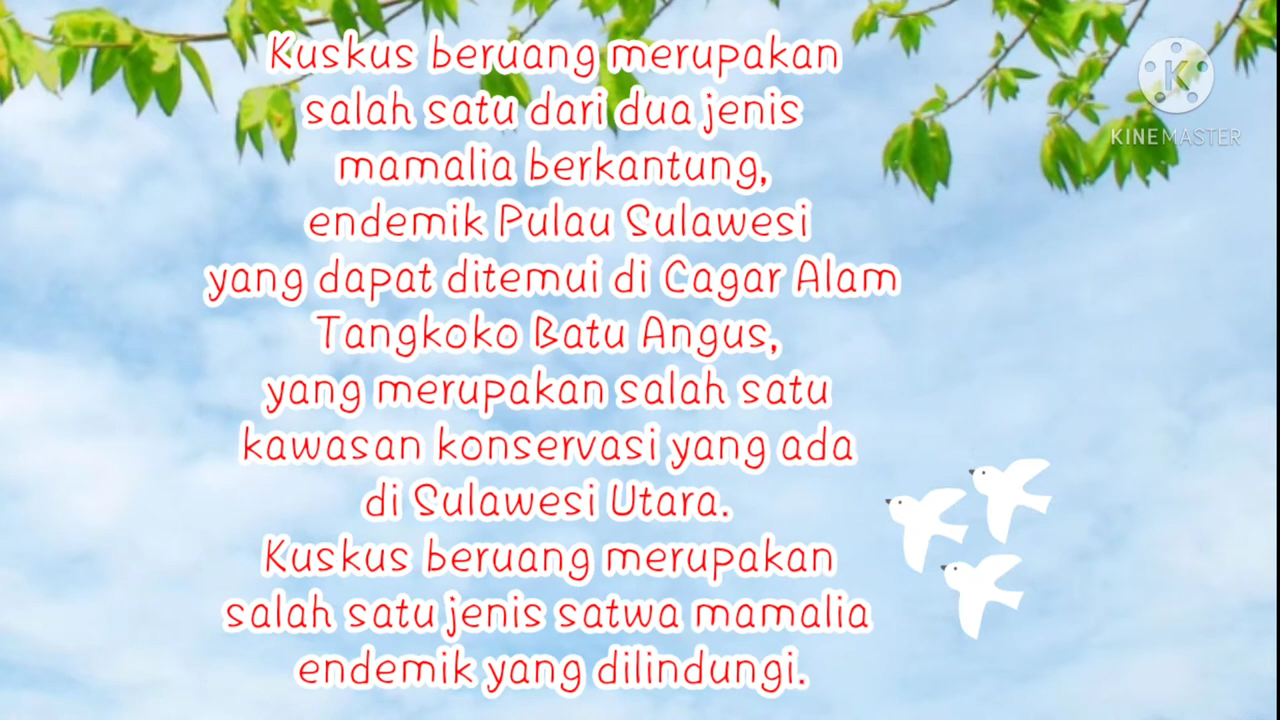 Kuskus beruang merupakan
salah satu dari dua jenis
mamalia berkantung,
endemik Pulau Sulawesi
yang dapat ditemui di Cagar Alam
Tangkoko Batu Angus,
yang merupakan salah satu
kawasan konservasi yang ada
di Sulawesi Utara.
Kuskus beruang merupakan
salah satu jenis satwa mamalia
endemik yang dilindungi.
K
KINEMASTER